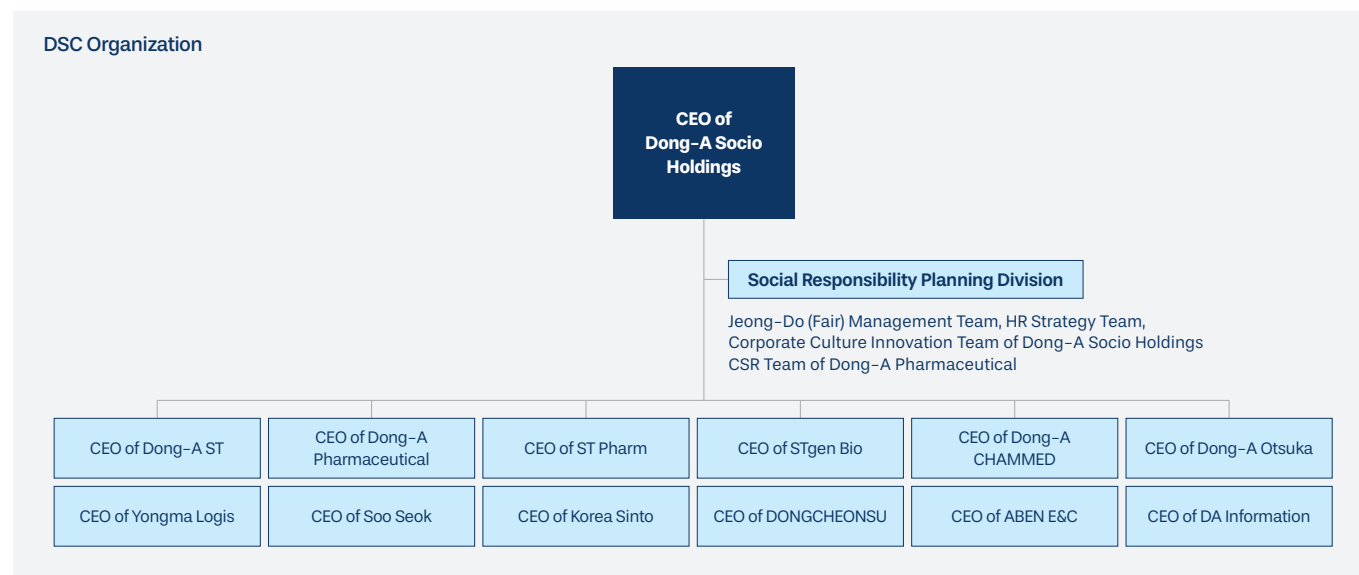 DSC Organization
CEO of
Dong-A Socio
Holdings
Social Responsibility Planning Division
Jeong-Do (Fair) Management Team, HR Strategy Team,
Corporate Culture Innovation Team of Dong-A Socio Holdings
CSR Team of Dong-A Pharmaceutical
CEO of Dong-A ST
CEO of Dong-A
Pharmaceutical
CEO of ST Pharm
CEO of STgen Bio
CEO of Dong-A
CHAMMED
CEO of Dong-A Otsuka
CEO of Yongma Logis
CEO of Soo Seok
CEO of Korea Sinto
CEO of DONGCHEONSU
CEO of ABEN E&C
CEO of DA Information